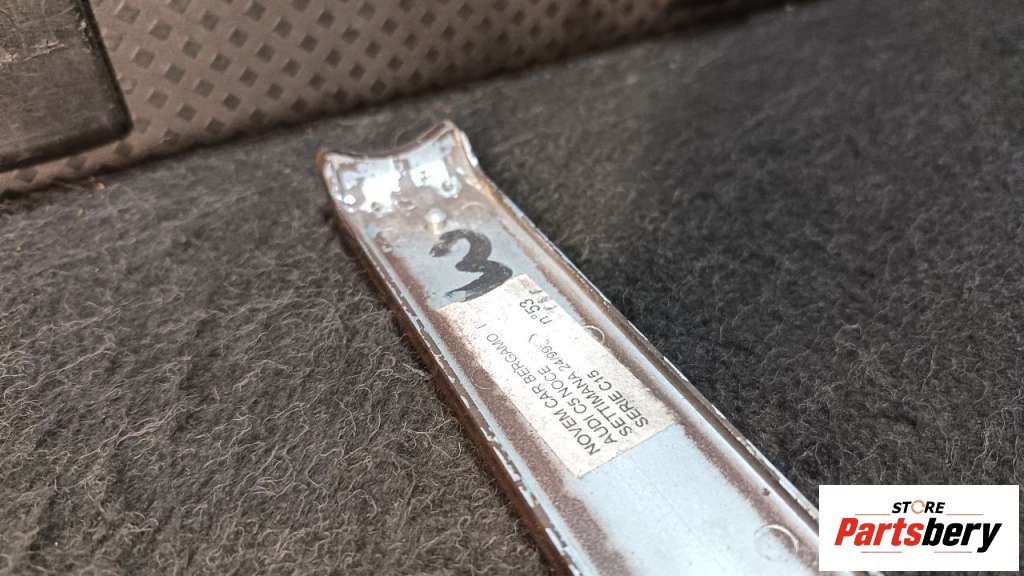 3
NOVEM CAR BERGAMO I
AUDI C5 NOCE n°53
SETTIMANA 24/99
SERIE C15
STORE
Partsbery